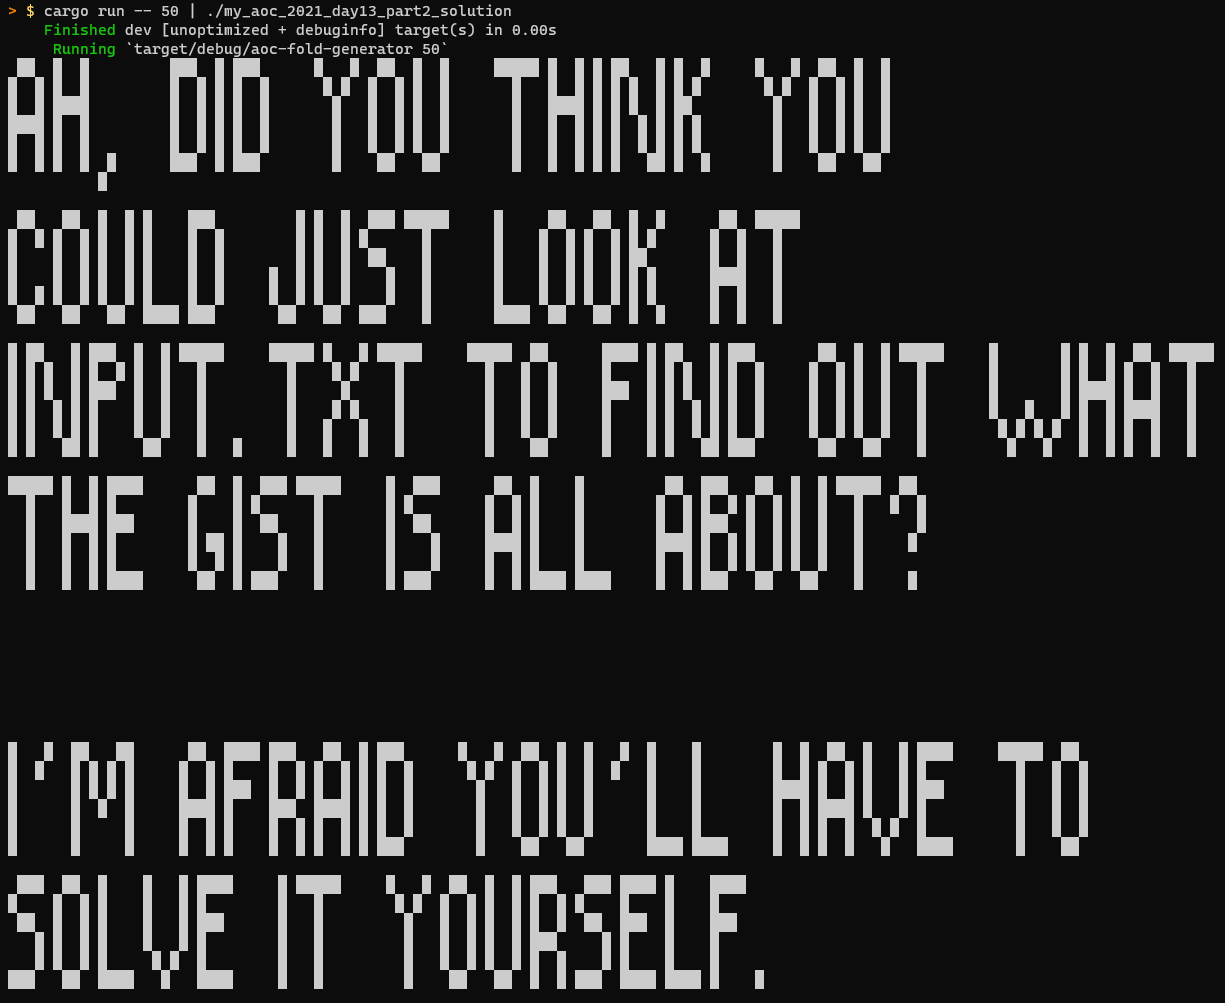 > $ cargo run -- 50 | ./my_aoc_2021_day13_part2_solution
Finished dev [unoptimized + debuginfo] target(s) in 0.00s
Running `target/debug/aoc-fold-generator 50`
AH, DID YOU THINK YOU
COULD JUST LOOK AT
INPUT.TXT TO FIND OUT WHAT
THE GIST IS ALL ABOUT?
I'M AFRAID YOU'LL HAVE TO
SOLVE IT YOURSELF.